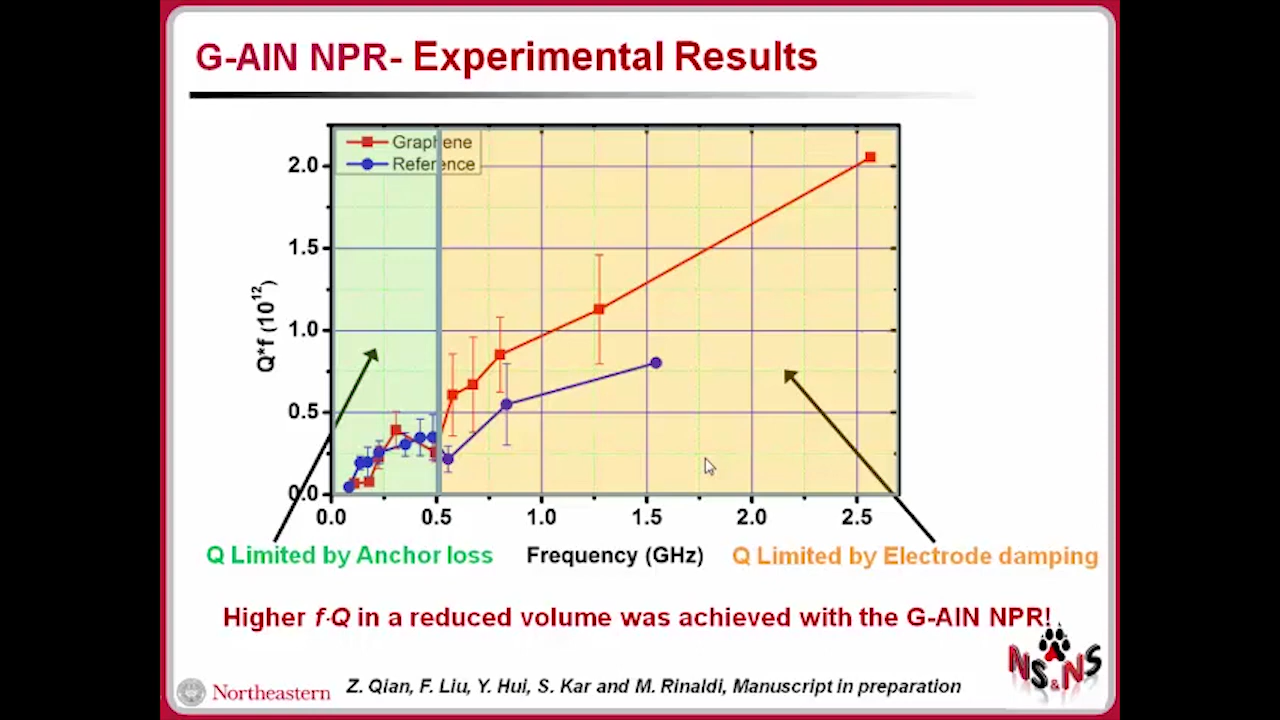 G-AlN NPR- Experimental Results
Graphene
Reference
2.0
1.5
1.0
0.5
0.0
Q*f (10¹²)
0.0 0.5 1.0 1.5 2.0 2.5
Q Limited by Anchor loss
Frequency (GHz)
Q Limited by Electrode damping
Higher f·Q in a reduced volume was achieved with the G-AlN NPR!
NS&NS
Northeastern
Z. Qian, F. Liu, Y. Hui, S. Kar and M. Rinaldi, Manuscript in preparation